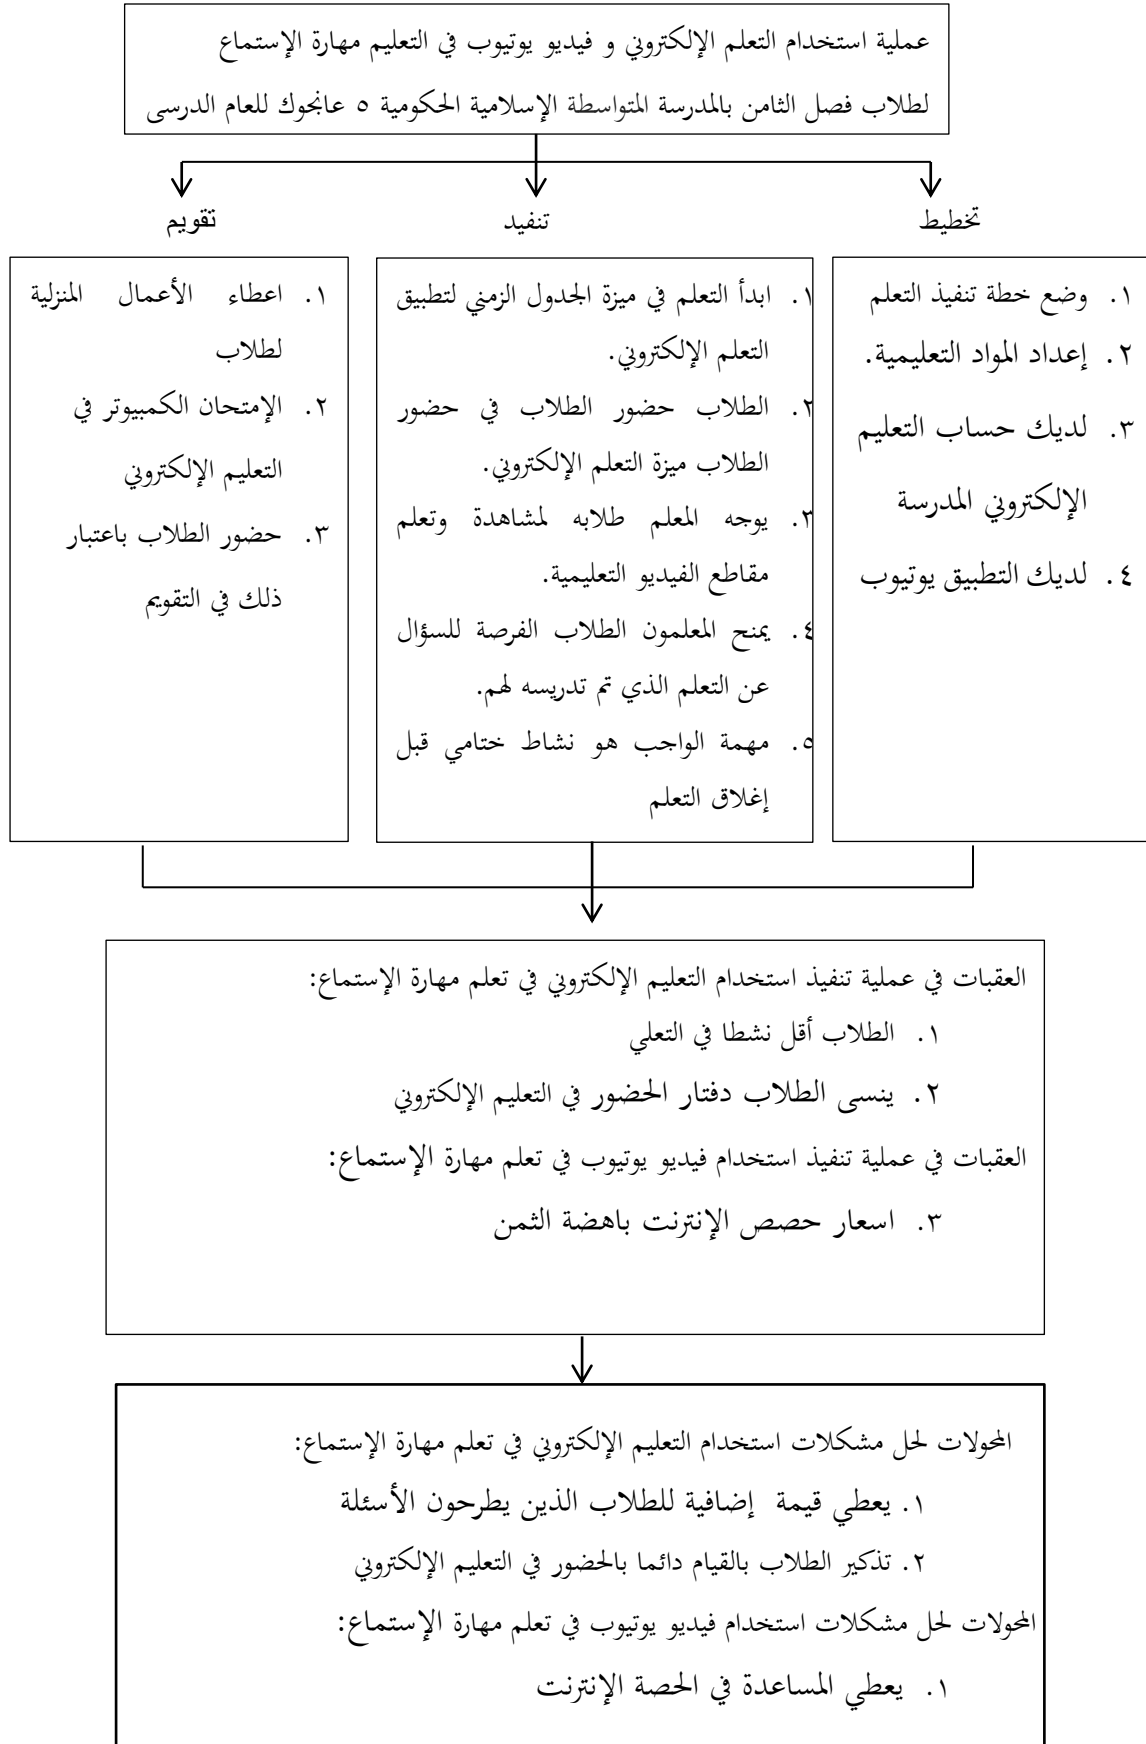 عملية استخدام التعلم الإلكتروني و فيديو يوتيوب في التعليم مهارة الإستماع
لطلاب فصل الثامن بالمدرسة المتواسطة الإسلامية الحكومية ٥ عانجوك للعام الدرسى
تخطيط
تنفيد
تقويم
١. وضع خطة تنفيذ التعلم
٢. إعداد المواد التعليمية.
٣. لديك حساب التعليم
الإلكتروني المدرسة
٤. لديك التطبيق يوتيوب
١. ابدأ التعلم في ميزة الجدول الزمني لتطبيق
التعلم الإلكتروني.
٢. الطلاب حضور الطلاب في حضور
الطلاب ميزة التعلم الإلكتروني.
٣. يوجه المعلم طلابه لمشاهدة وتعلم
مقاطع الفيديو التعليمية.
٤. يمنح المعلمون الطلاب الفرصة للسؤال
عن التعلم الذي تم تدريسه لهم.
٥. مهمة الواجب هو نشاط ختامي قبل
إغلاق التعلم
١. اعطاء الأعمال المنزلية
لطلاب
٢. الإمتحان الكمبيوتر في
التعليم الإلكتروني
٣. حضور الطلاب باعتبار
ذلك في التقويم
العقبات في عملية تنفيذ استخدام التعليم الإلكتروني في تعلم مهارة الإستماع:
١. الطلاب أقل نشطا في التعلي
٢. ينسى الطلاب دفتار الحضور في التعليم الإلكتروني
العقبات في عملية تنفيذ استخدام فيديو يوتيوب في تعلم مهارة الإستماع:
٣. اسعار حصص الإنترنت باهضة الثمن
المحولات لحل مشكلات استخدام التعليم الإلكتروني في تعلم مهارة الإستماع:
١. يعطي قيمة إضافية للطلاب الذين يطرحون الأسئلة
٢. تذكير الطلاب بالقيام دائما بالحضور في التعليم الإلكتروني
المحولات لحل مشكلات استخدام فيديو يوتيوب في تعلم مهارة الإستماع:
١. يعطي المساعدة في الحصة الإنترنت